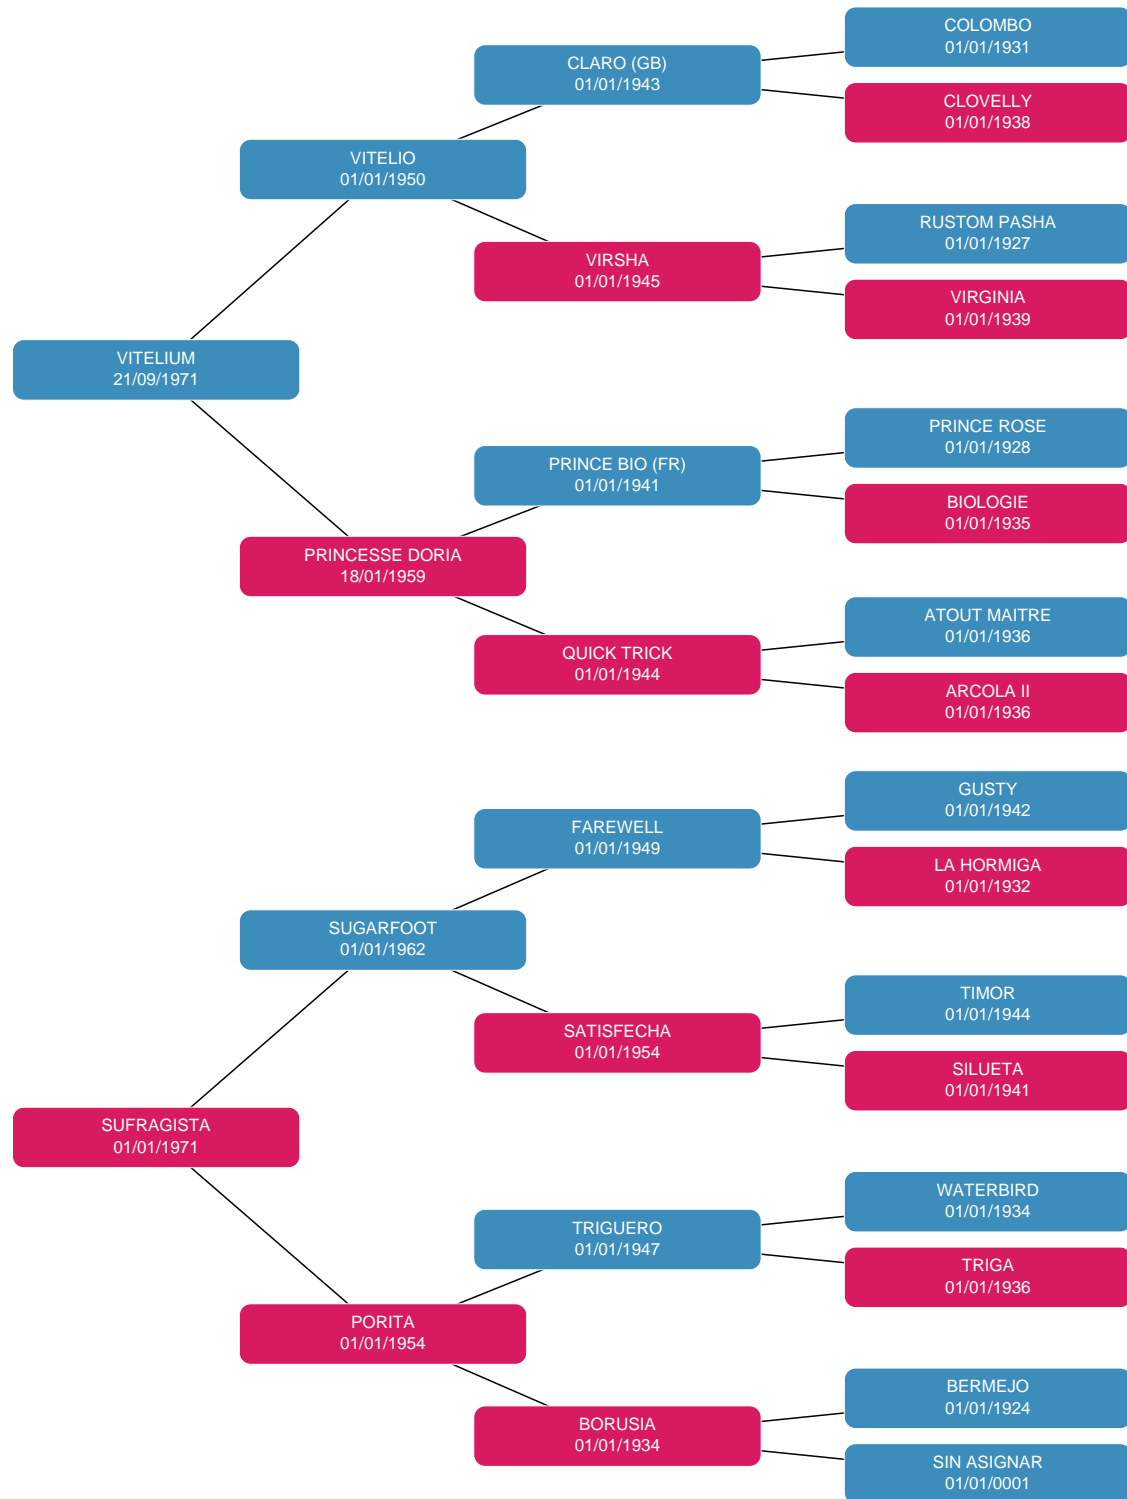 COLOMBO
01/01/1931
CLARO (GB)
01/01/1943
CLOVELLY
01/01/1938
VITELIO
01/01/1950
RUSTOM PASHA
01/01/1927
VIRSHA
01/01/1945
VIRGINIA
01/01/1939
VITELIUM
21/09/1971
PRINCE ROSE
01/01/1928
PRINCE BIO (FR)
01/01/1941
BIOLOGIE
01/01/1935
PRINCESSE DORIA
18/01/1959
ATOUT MAITRE
01/01/1936
QUICK TRICK
01/01/1944
ARCOLA II
01/01/1936
GUSTY
01/01/1942
FAREWELL
01/01/1949
LA HORMIGA
01/01/1932
SUGARFOOT
01/01/1962
TIMOR
01/01/1944
SATISFECHA
01/01/1954
SILUETA
01/01/1941
SUFRAGISTA
01/01/1971
WATERBIRD
01/01/1934
TRIGUERO
01/01/1947
TRIGA
01/01/1936
PORITA
01/01/1954
BERMEJO
01/01/1924
BORUSIA
01/01/1934
SIN ASIGNAR
01/01/0001